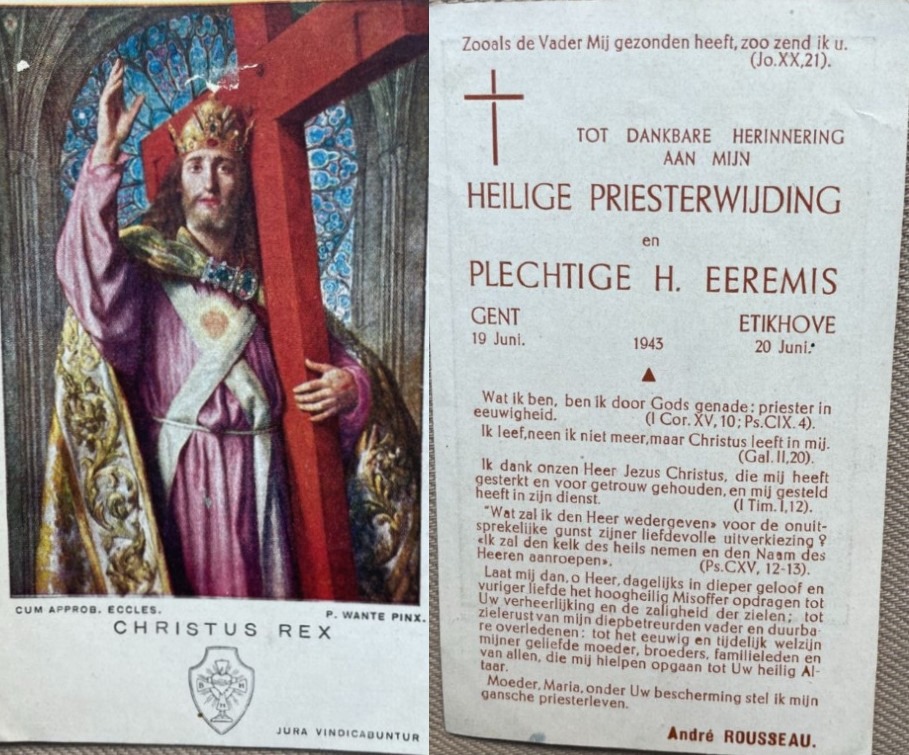 CUM APPROB. ECCLES.
P. WANTE PINX.
CHRISTUS REX
JURA VINDICABUNTUR
Zooals de Vader Mij gezonden heeft, zoo zend ik u.
(Jo.XX,21).
TOT DANKBARE HERINNERING
AAN MIJN
HEILIGE PRIESTERWIJDING
en
PLECHTIGE H. EEREMIS
GENT
ETIKHOVE
19 Juni.
1943
20 Juni.
Wat ik ben, ben ik door Gods genade: priester in
eeuwigheid. (I Cor. XV, 10; Ps.CIX. 4).
Ik leef, neen ik niet meer, maar Christus leeft in mij.
(Gal. II, 20).
Ik dank onzen Heer Jezus Christus, die mij heeft
gesterkt en voor getrouw gehouden, en mij gesteld
heeft in zijn dienst. (I Tim. I, 12).
"Wat zal ik den Heer wedergeven» voor de onuit-
sprekelijke gunst zijner liefdevolle uitverkiezing ?
«Ik zal den kelk des heils nemen en den Naam des
Heeren aanroepen». (Ps.CXV, 12-13).
Laat mij dan, o Heer, dagelijks in dieper geloof en
vuriger liefde het hoogheilig Misoffer opdragen tot
Uw verheerlijking en de zaligheid der zielen; tot
zielerust van mijn diepbetreurden vader en duurba-
re overledenen: tot het eeuwig en tijdelijk welzijn
mijner geliefde moeder, broeders, familieleden en
van allen, die mij hielpen opgaan tot Uw heilig Al-
taar.
Moeder, Maria, onder Uw bescherming stel ik mijn
gansche priesterleven.
André ROUSSEAU.